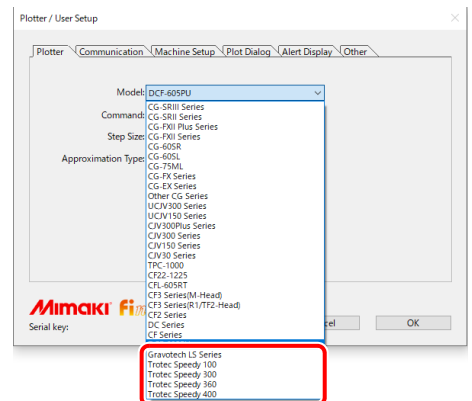 Plotter / User Setup
Plotter Communication Machine Setup Plot Dialog Alert Display Other
Model: DCF-605PU
Command:
Step Size:
Approximation Type:
CG-SRIII Series
CG-SRII Series
CG-FXII Plus Series
CG-FXII Series
CG-60SR
CG-60SL
CG-75ML
CG-FX Series
CG-EX Series
Other CG Series
UCJV300 Series
UCJV150 Series
CJV300Plus Series
CJV300 Series
CJV150 Series
CJV30 Series
TPC-1000
CF22-1225
CFL-605RT
CF3 Series(M-Head)
CF3 Series(R1/TF2-Head)
CF2 Series
DC Series
CF Series
Gravotech LS Series
Trotec Speedy 100
Trotec Speedy 300
Trotec Speedy 360
Trotec Speedy 400
Mimaki
Serial key:
OK